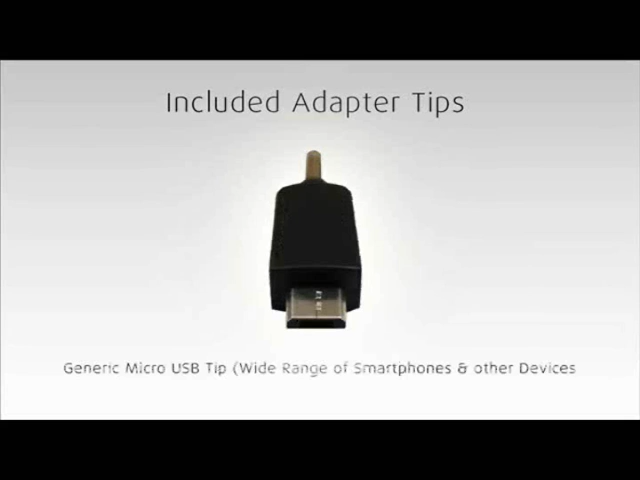 Included Adapter Tips
Generic Micro USB Tip (Wide Range of Smartphones & other Devices